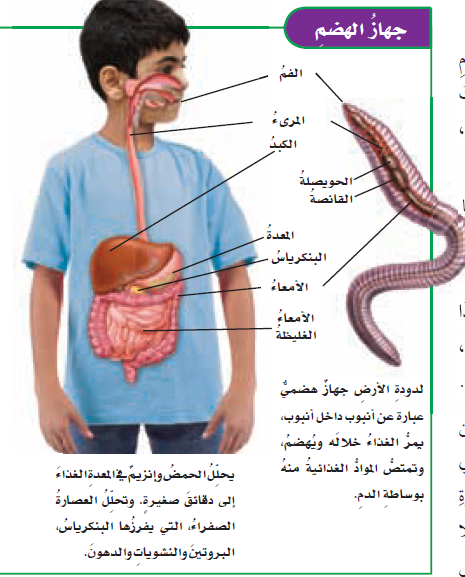 جهازُ الهضمِ
الفمُ
المرىءُ
الكبدُ
الحويصلةُ
القانصةُ
المعدةُ
البنكرياسُ
الأمعاءُ
الأمعاءُ
الغليظةُ
لدودةِ الأرضِ جهازٌ هضميٌّ
عبارة عن أنبوب داخل أنبوب،
يمرُّ الغذاءُ خلالَه ويُهضمُ،
وتمتصُّ الموادُّ الغذائيةُ منهُ
بوساطةِ الدمِ.
يحلِّلُ الحمضُ وإنزيمٌ في المعدةِ الغذاءَ
إلى دقائقَ صغيرةٍ. وتحلِّلُ العصارةُ
الصفراءُ، التي يفرزُها البنكرياسُ،
البروتينَ والنشوياتِ والدهونَ.